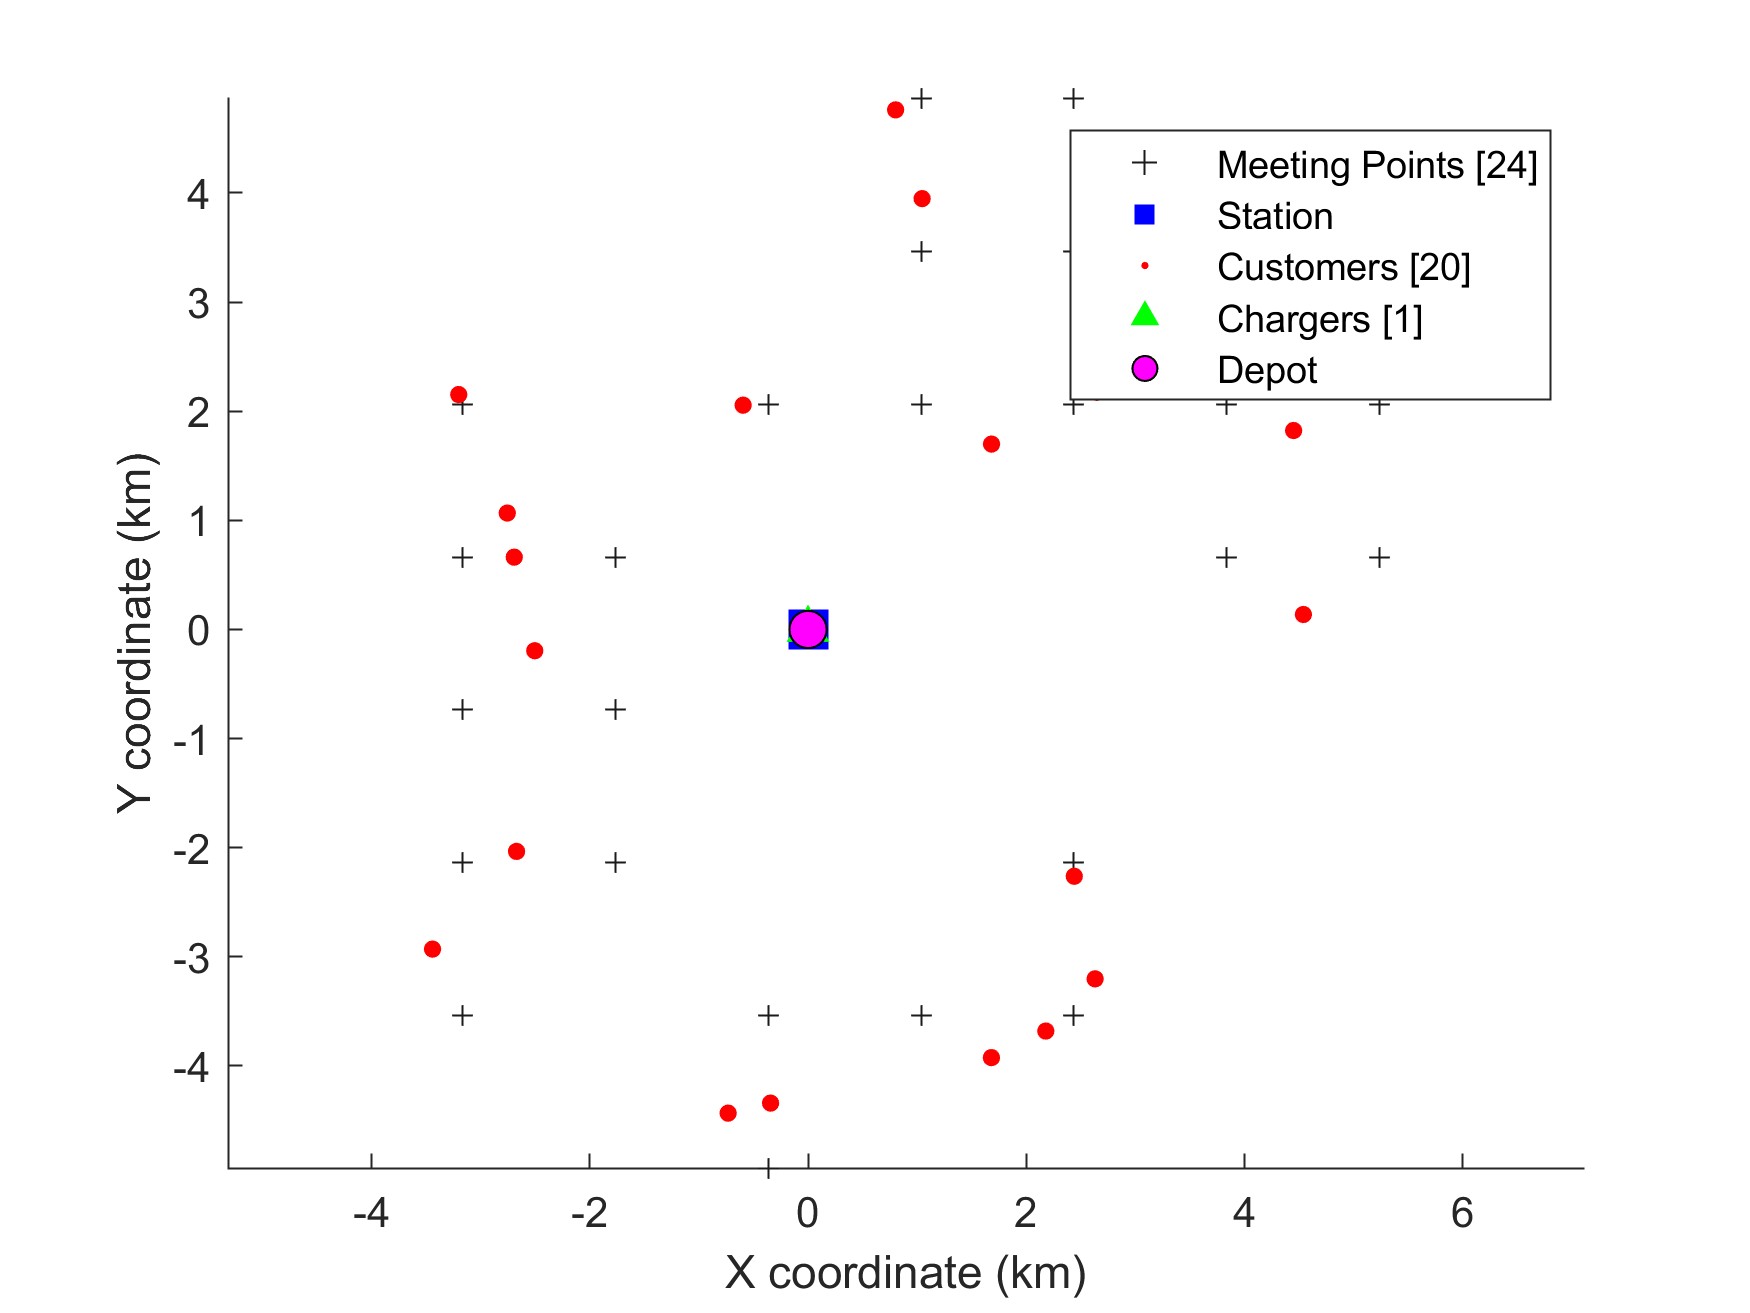 4
3
2
1
0
-1
-2
-3
-4
Y coordinate (km)
Meeting Points [24]
Station
Customers [20]
Chargers [1]
Depot
-4 -2 0 2 4 6
X coordinate (km)